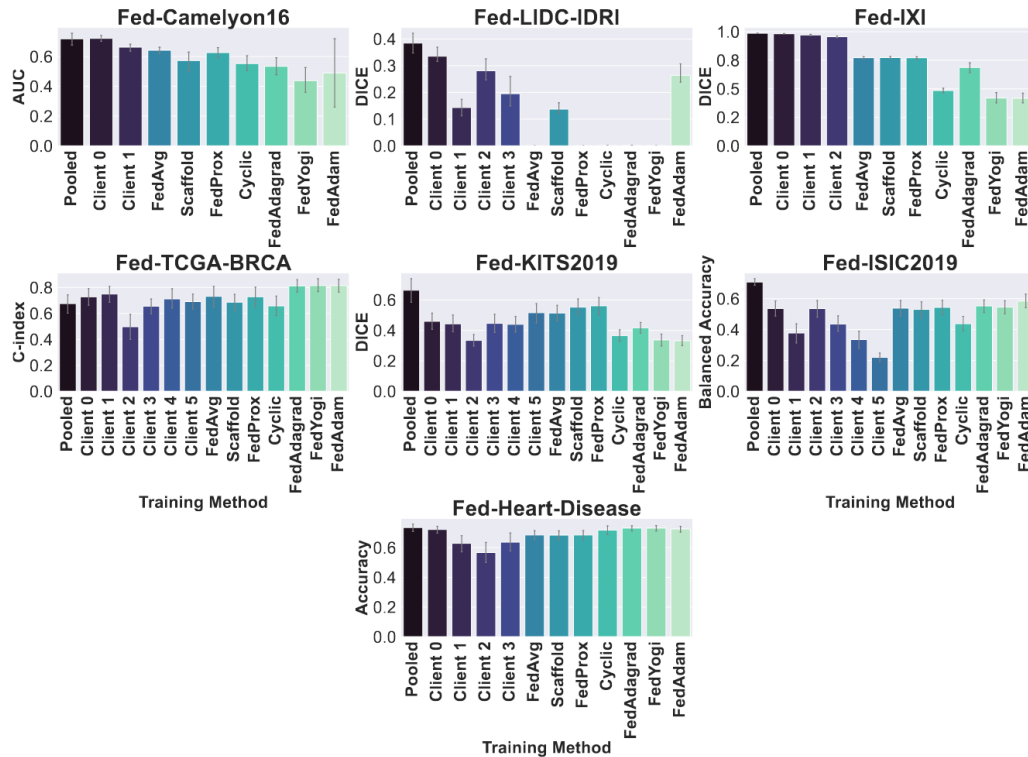 Fed-Camelyon16
AUC
0.6
0.4
0.2
0.0
Pooled
Client 0
Client 1
FedAvg
Scaffold
FedProx
Cyclic
FedAdagrad
FedYogi
FedAdam
Fed-LIDC-IDRI
DICE
0.4
0.3
0.2
0.1
0.0
Pooled
Client 0
Client 1
Client 2
Client 3
FedAvg
Scaffold
FedProx
Cyclic
FedAdagrad
FedYogi
FedAdam
Fed-IXI
DICE
1.0
0.8
0.5
0.2
0.0
Pooled
Client 0
Client 1
Client 2
FedAvg
Scaffold
FedProx
Cyclic
FedAdagrad
FedYogi
FedAdam
Fed-TCGA-BRCA
C-index
0.8
0.6
0.4
0.2
0.0
Pooled
Client 0
Client 1
Client 2
Client 3
Client 4
Client 5
FedAvg
Scaffold
FedProx
Cyclic
FedAdagrad
FedYogi
FedAdam
Training Method
Fed-KITS2019
DICE
0.6
0.4
0.2
0.0
Pooled
Client 0
Client 1
Client 2
Client 3
Client 4
Client 5
FedAvg
Scaffold
FedProx
Cyclic
FedAdagrad
FedYogi
FedAdam
Fed-ISIC2019
Balanced Accuracy
0.6
0.4
0.2
0.0
Pooled
Client 0
Client 1
Client 2
Client 3
Client 4
Client 5
FedAvg
Scaffold
FedProx
Cyclic
FedAdagrad
FedYogi
FedAdam
Training Method
Fed-Heart-Disease
Accuracy
0.6
0.4
0.2
0.0
Pooled
Client 0
Client 1
Client 2
Client 3
FedAvg
Scaffold
FedProx
Cyclic
FedAdagrad
FedYogi
FedAdam
Training Method